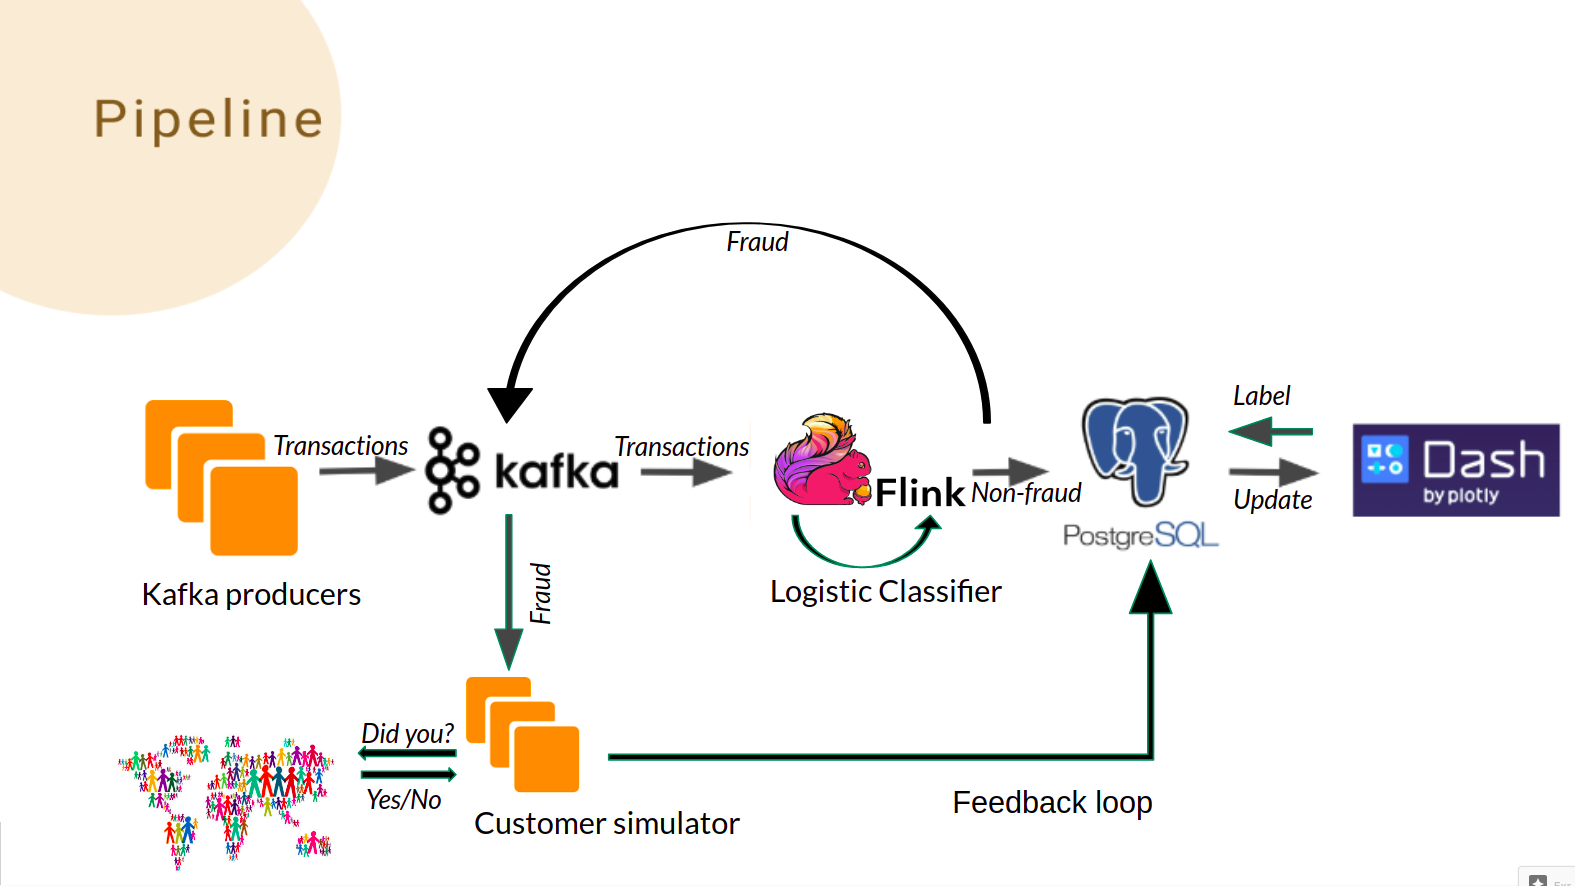 Pipeline
Fraud
Label
Transactions
Transactions
kafka
Flink
Non-fraud
Dash
by plotly
Update
PostgreSQL
Kafka producers
Fraud
Logistic Classifier
Did you?
Yes/No
Customer simulator
Feedback loop